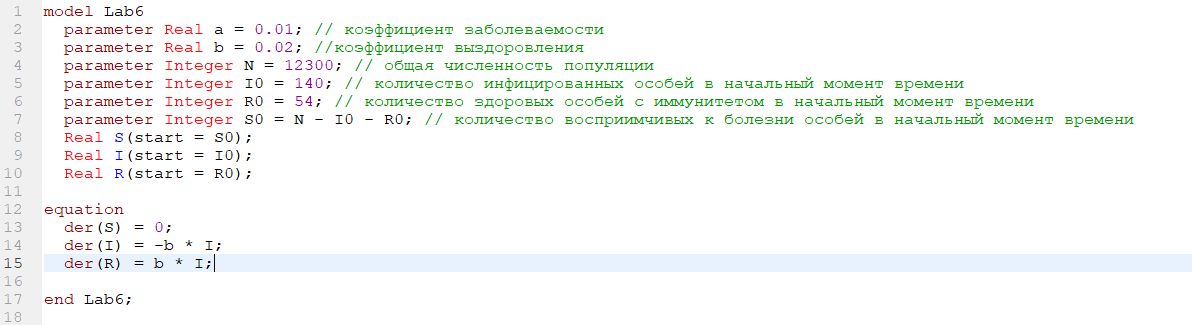 1 model Lab6
2   parameter Real a = 0.01; // коэффициент заболеваемости
3   parameter Real b = 0.02; //коэффициент выздоровления
4   parameter Integer N = 12300; // общая численность популяции
5   parameter Integer I0 = 140; // количество инфицированных особей в начальный момент времени
6   parameter Integer R0 = 54; // количество здоровых особей с иммунитетом в начальный момент времени
7   parameter Integer S0 = N - I0 - R0; // количество восприимчивых к болезни особей в начальный момент времени
8   Real S(start = S0);
9   Real I(start = I0);
10   Real R(start = R0);
11
12 equation
13   der(S) = 0;
14   der(I) = -b * I;
15   der(R) = b * I;
16
17 end Lab6;
18